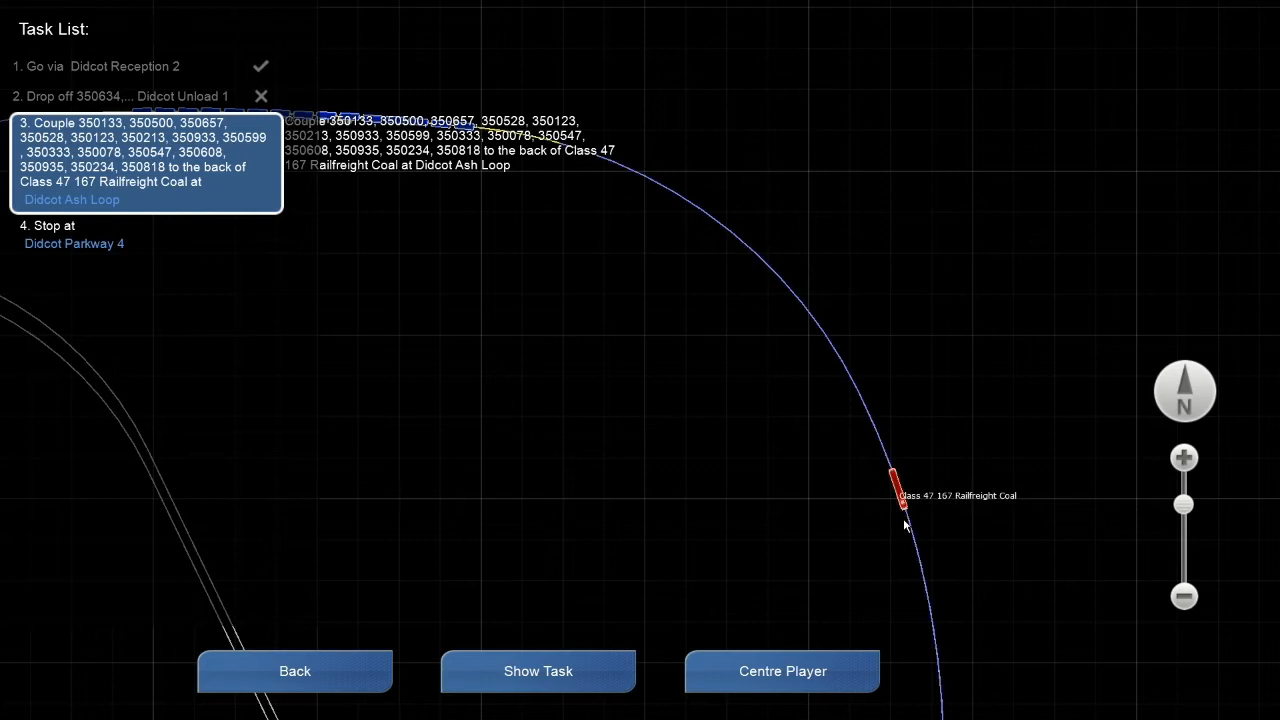 Task List:
1. Go via  Didcot Reception 2
2. Drop off 350634,... Didcot Unload 1
3. Couple 350133, 350500, 350657,
350528, 350123, 350213, 350933, 350599
, 350333, 350078, 350547, 350608,
350935, 350234, 350818 to the back of
Class 47 167 Railfreight Coal at
Didcot Ash Loop
4. Stop at
Didcot Parkway 4
Couple 350133, 350500, 350657, 350528, 350123,
350213, 350933, 350599, 350333, 350078, 350547,
350608, 350935, 350234, 350818 to the back of Class 47
167 Railfreight Coal at Didcot Ash Loop
Class 47 167 Railfreight Coal
N
Back
Show Task
Centre Player